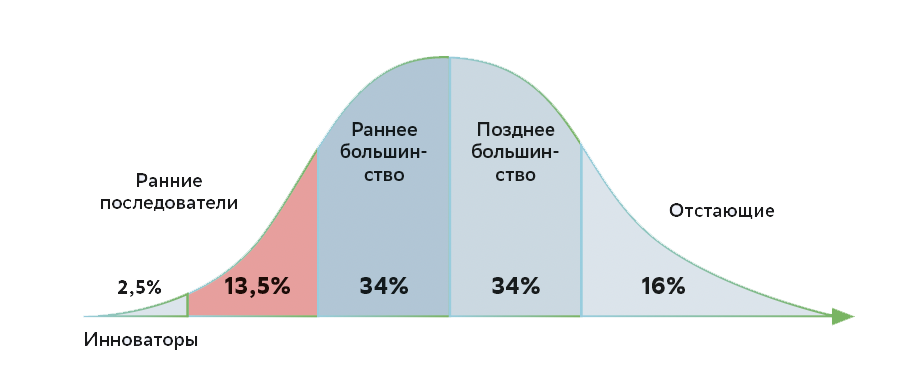 Раннее
большин-
ство
Позднее
большин-
ство
Ранние
последователи
Отстающие
2,5%
13,5%
34%
34%
16%
Инноваторы